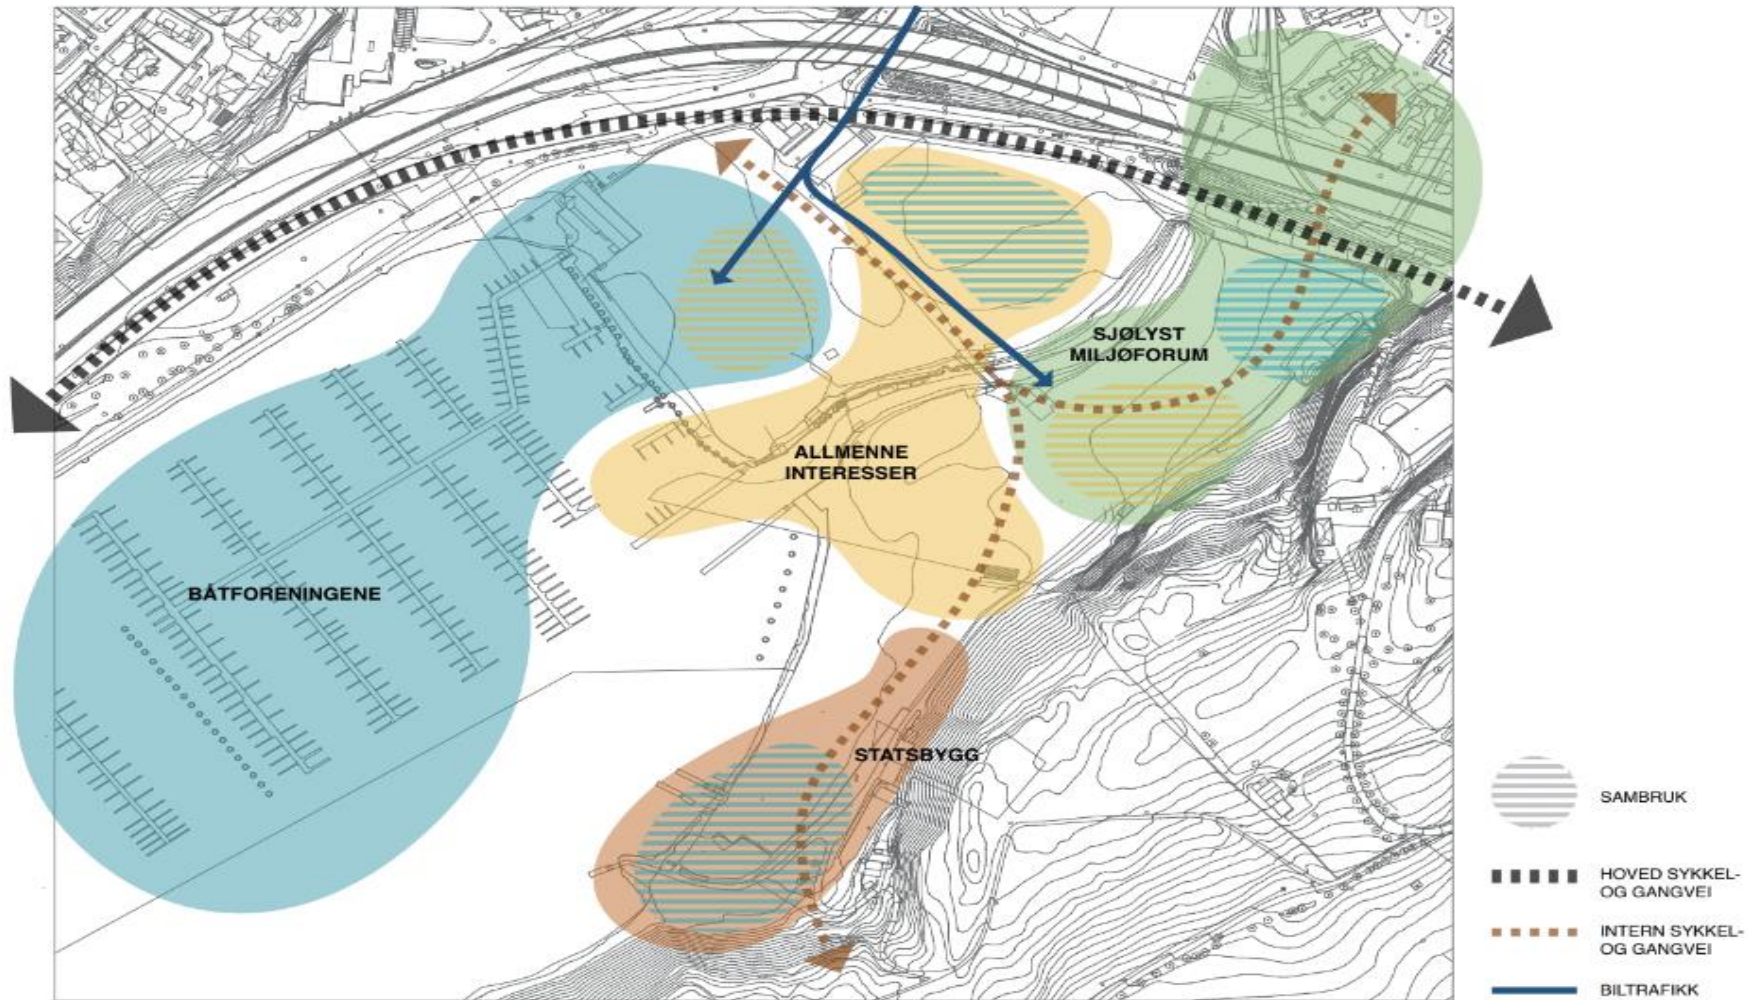 SJØLYST
MILJØFORUM
ALLMENNE
INTERESSER
BÅTFORENINGENE
STATSBYGG
SAMBRUK
HOVED SYKKEL-
OG GANGVEI
INTERN SYKKEL-
OG GANGVEI
BILTRAFIKK